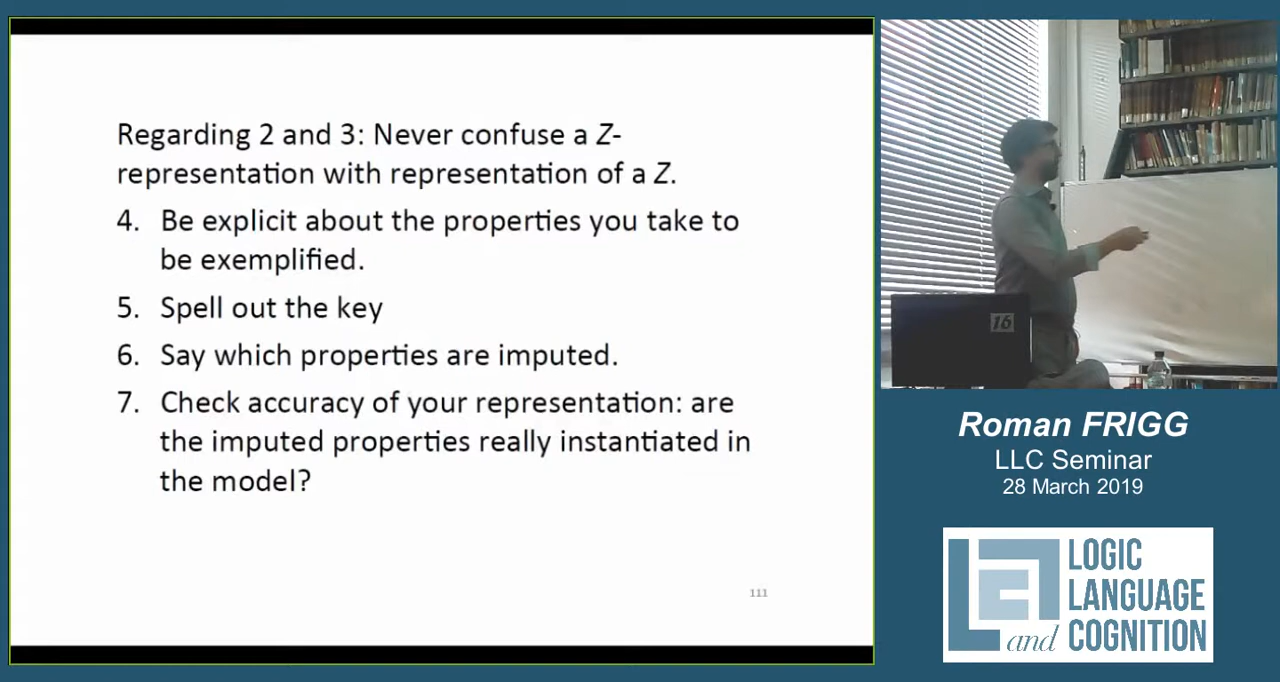 Regarding 2 and 3: Never confuse a Z-
representation with representation of a Z.
4. Be explicit about the properties you take to
be exemplified.
5. Spell out the key
6. Say which properties are imputed.
7. Check accuracy of your representation: are
the imputed properties really instantiated in
the model?
111
16
Roman FRIGG
LLC Seminar
28 March 2019
LOGIC
LANGUAGE
and COGNITION